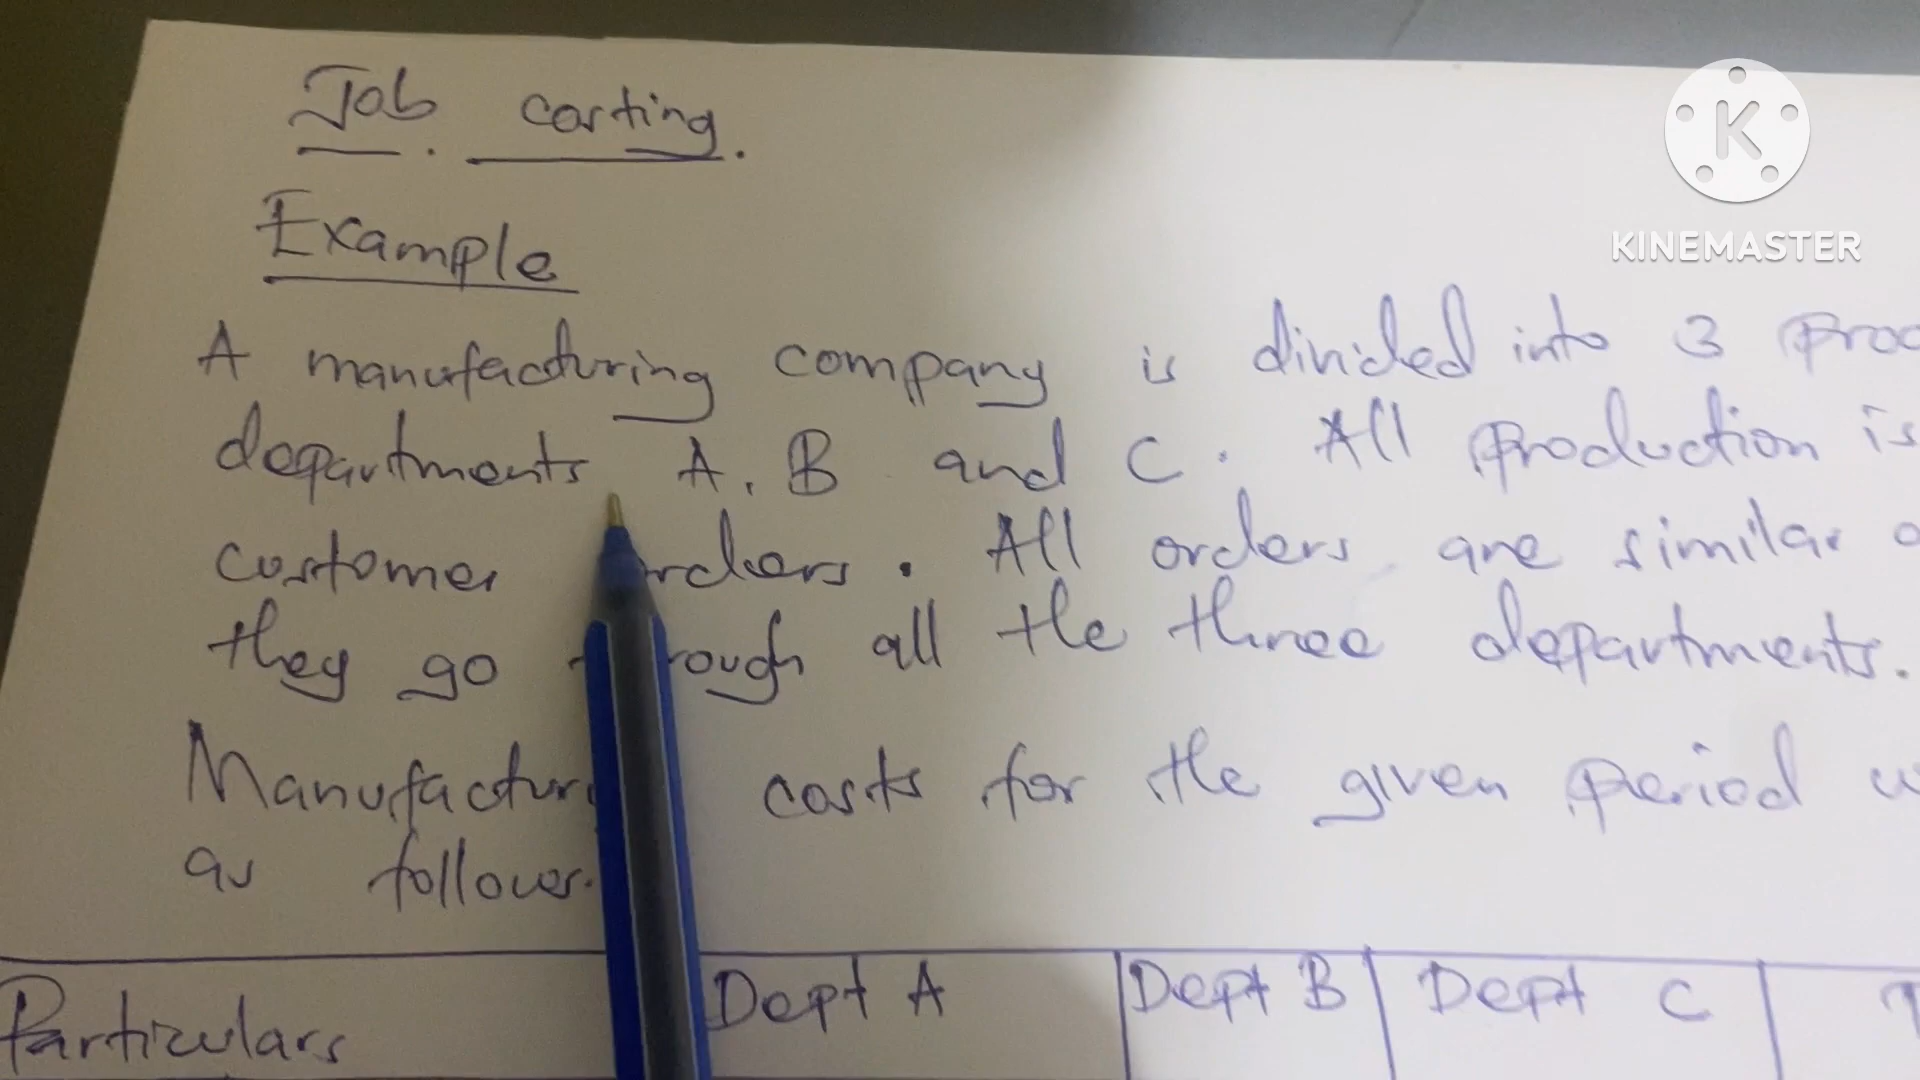 Job costing.
KINEMASTER
Example
A manufacturing company is divided into 3
departments A, B and C. All production is
customer orders. All orders are similar
they go through all the three departments.
costs for the given period
as follows.
Particulars Dept A Dept B Dept C